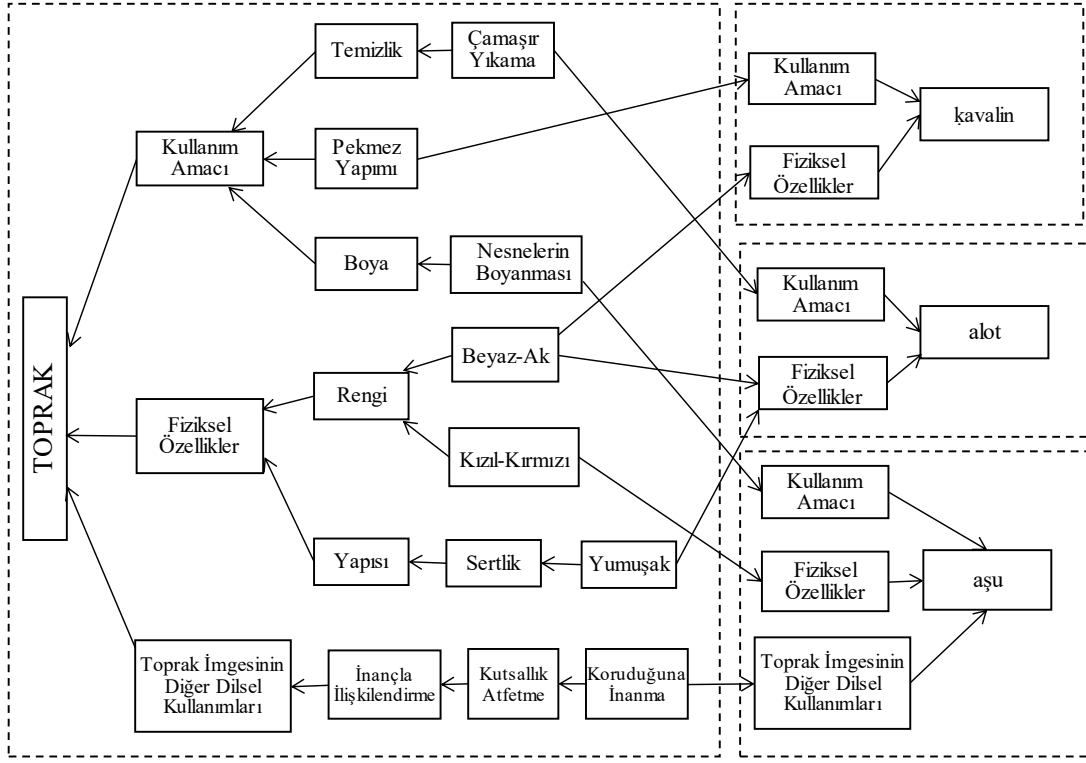 Temizlik
Çamaşır
Yıkama
Kullanım
Amacı
Pekmez
Yapımı
Boya
Nesnelerin
Boyanması
TOPRAK
Fiziksel
Özellikler
Rengi
Beyaz-Ak
Kızıl-Kırmızı
Yapısı
Sertlik
Yumuşak
Toprak İmgesinin
Diğer Dilsel
Kullanımları
İnançla
İlişkilendirme
Kutsallık
Atfetme
Koruduğuna
İnanma
Kullanım
Amacı
Fiziksel
Özellikler
ḳavalin
Kullanım
Amacı
Fiziksel
Özellikler
alot
Kullanım
Amacı
Fiziksel
Özellikler
Toprak İmgesinin
Diğer Dilsel
Kullanımları
aşu